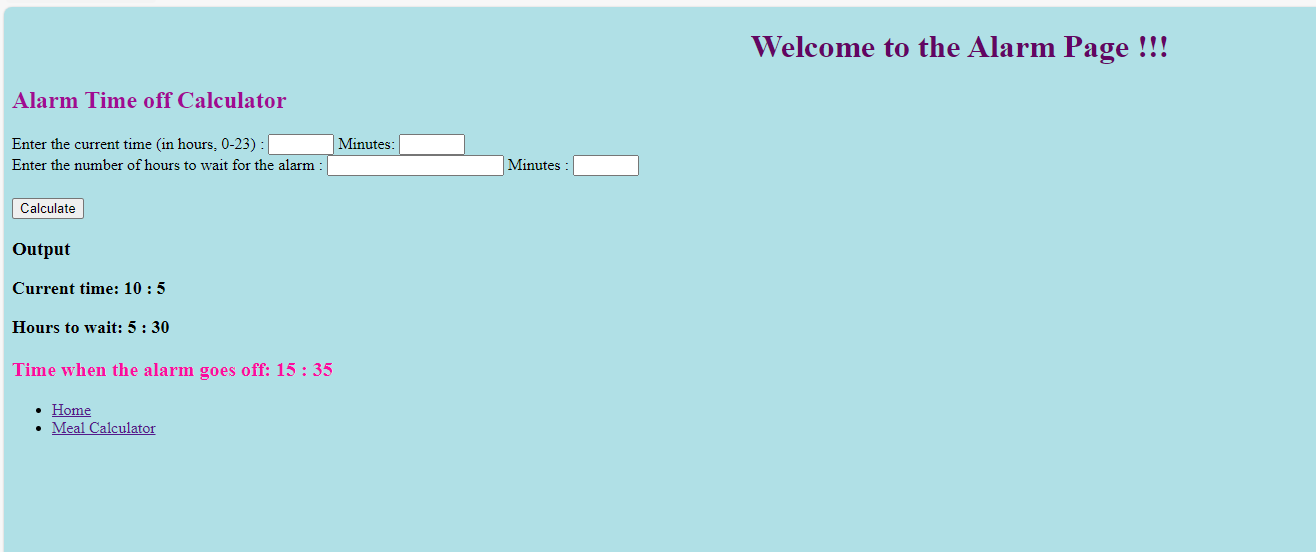 Welcome to the Alarm Page !!!
Alarm Time off Calculator
Enter the current time (in hours, 0-23) : Minutes:
Enter the number of hours to wait for the alarm : Minutes :
Calculate
Output
Current time: 10 : 5
Hours to wait: 5 : 30
Time when the alarm goes off: 15 : 35
Home
Meal Calculator